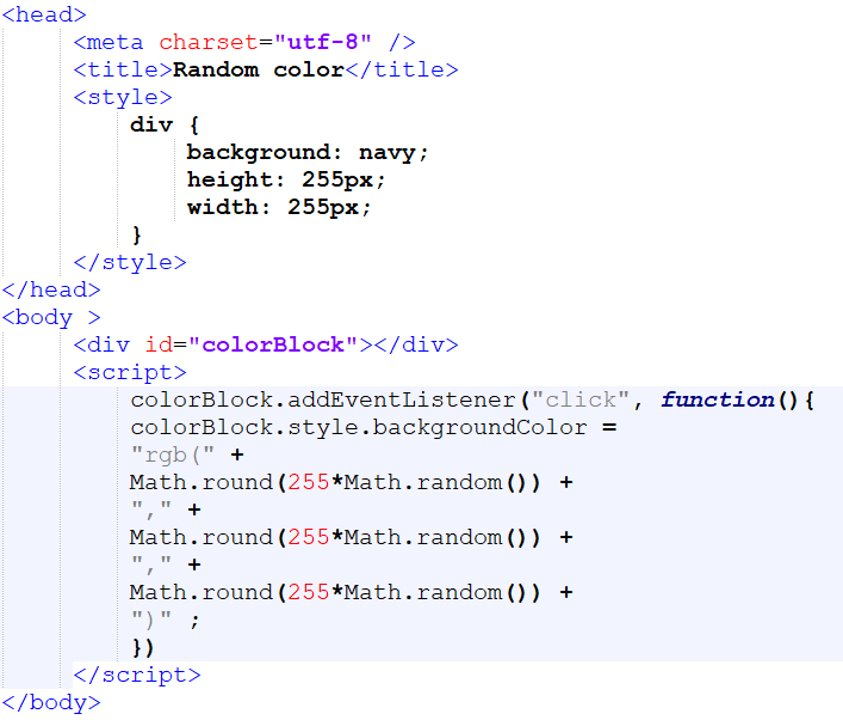 <head>
<meta charset="utf-8" />
<title>Random color</title>
<style>
div {
background: navy;
height: 255px;
width: 255px;
}
</style>
</head>
<body >
<div id="colorBlock"></div>
<script>
colorBlock.addEventListener("click", function(){
colorBlock.style.backgroundColor =
"rgb(" +
Math.round(255*Math.random()) +
"," +
Math.round(255*Math.random()) +
"," +
Math.round(255*Math.random()) +
")" ;
})
</script>
</body>